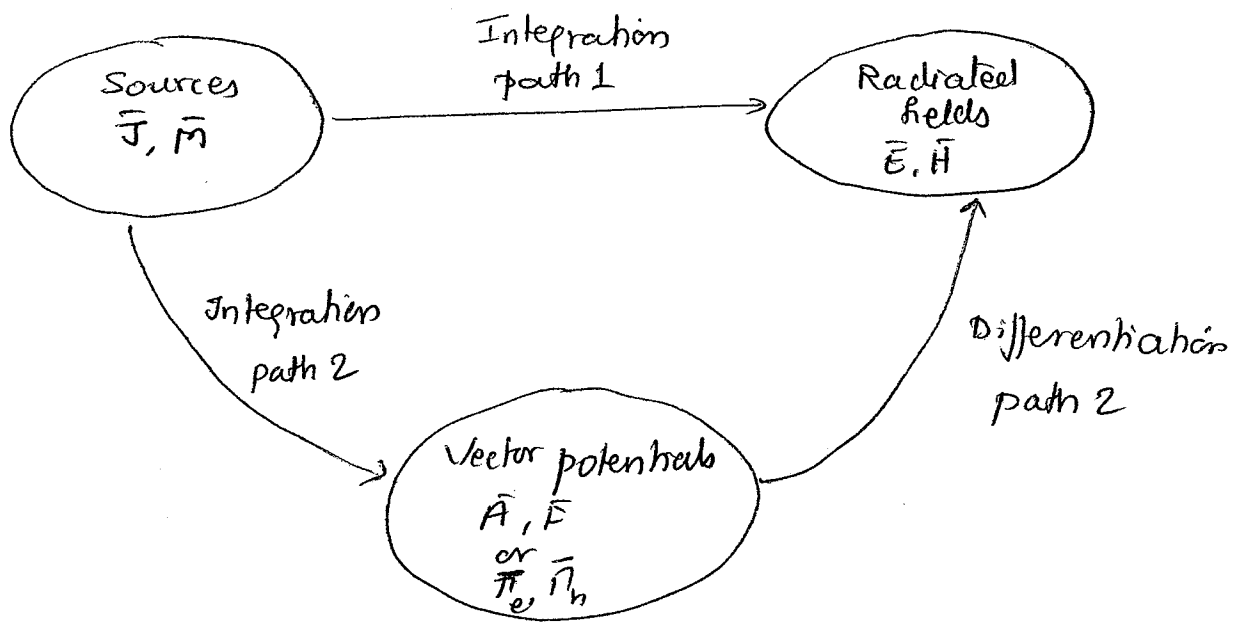 Sources
J̄, M̄
Integration
path 1
Radiated
fields
Ē, H̄
Integration
path 2
Vector potentials
Ā, F̄
or
π̄e, π̄h
Differentiation
path 2